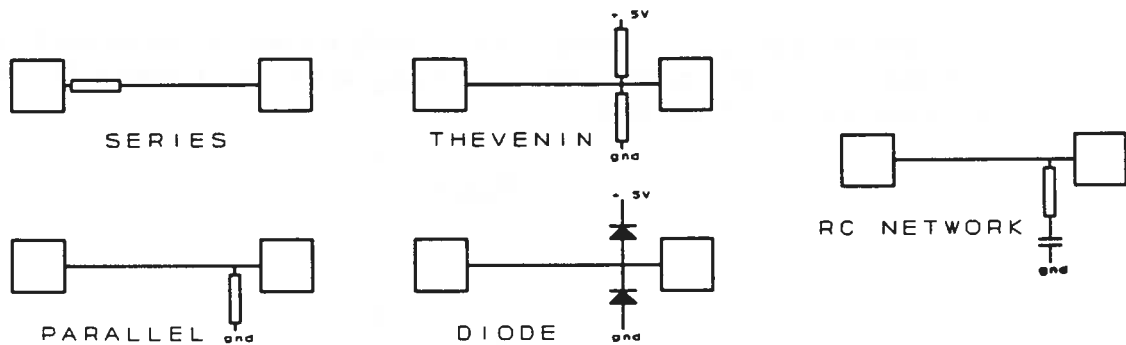 + 5V
SERIES
THEVENIN
gnd
+ 5V
RC NETWORK
gnd
PARALLEL
gnd
DIODE
gnd